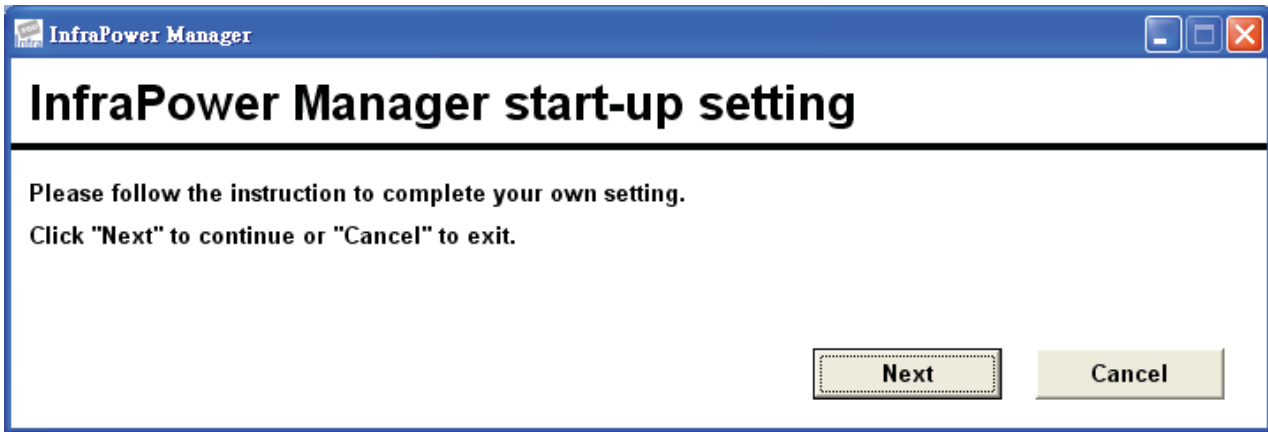 InfraPower Manager
InfraPower Manager start-up setting
Please follow the instruction to complete your own setting.
Click "Next" to continue or "Cancel" to exit.
Next Cancel